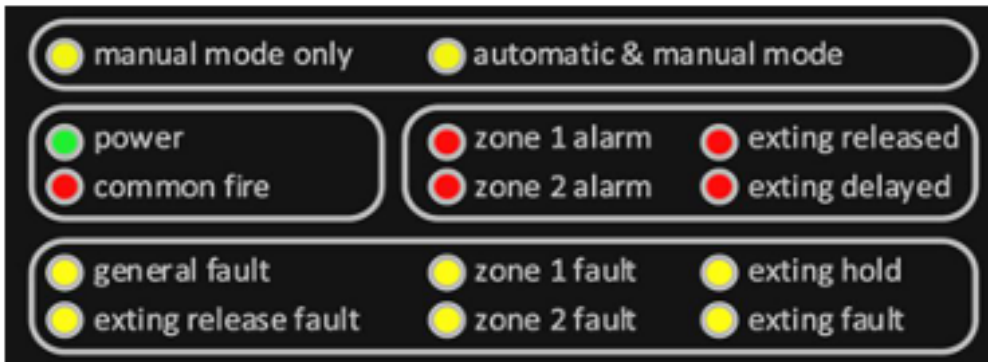 manual mode only automatic & manual mode
power zone 1 alarm exting released
common fire zone 2 alarm exting delayed
general fault zone 1 fault exting hold
exting release fault zone 2 fault exting fault